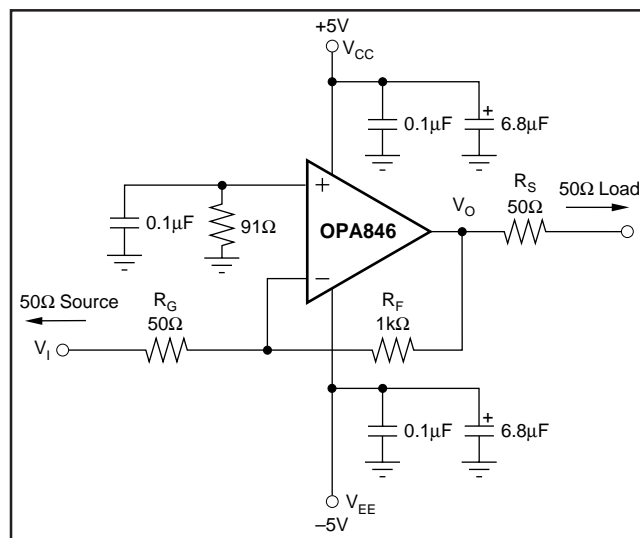 +5V
V_CC
0.1µF
6.8µF
+
+
R_S
50Ω
50Ω Load
V_O
0.1µF
91Ω
OPA846
−
50Ω Source
R_G
50Ω
R_F
1kΩ
V_I
+
0.1µF
6.8µF
V_EE
–5V